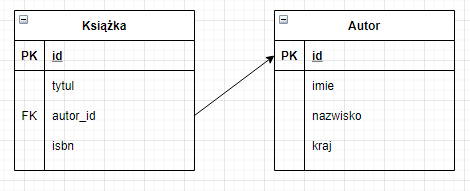 Książka
PK id
tytul
FK autor_id
isbn
Autor
PK id
imie
nazwisko
kraj